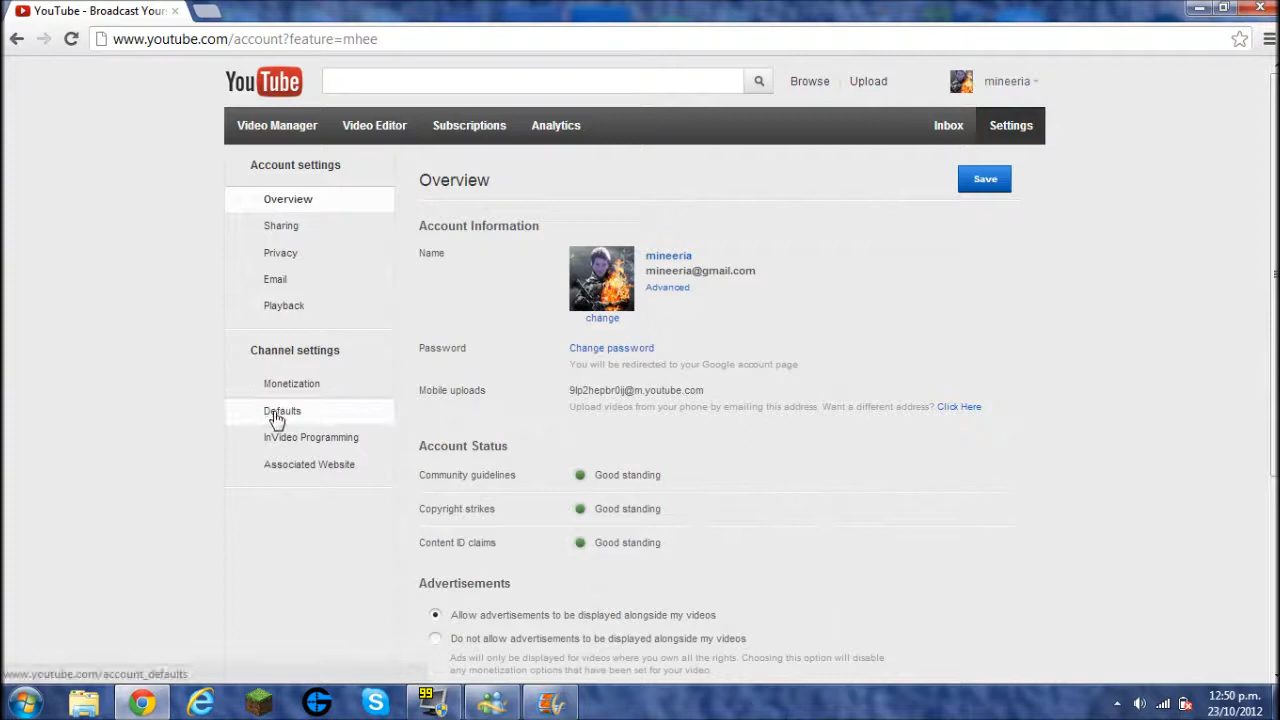 YouTube - Broadcast Your
www.youtube.com/account?feature=mhee
YouTube
Browse
Upload
mineeria
Video Manager
Video Editor
Subscriptions
Analytics
Inbox
Settings
Account settings
Overview
Sharing
Privacy
Email
Playback
Channel settings
Monetization
Defaults
InVideo Programming
Associated Website
Overview
Save
Account Information
Name
mineeria
mineeria@gmail.com
Advanced
change
Password
Change password
You will be redirected to your Google account page
Mobile uploads
9lp2hepbr0ij@m.youtube.com
Upload videos from your phone by emailing this address. Want a different address? Click Here
Account Status
Community guidelines
Good standing
Copyright strikes
Good standing
Content ID claims
Good standing
Advertisements
Allow advertisements to be displayed alongside my videos
Do not allow advertisements to be displayed alongside my videos
Ads will only be displayed for videos where you own all the rights. Choosing this option will disable
any monetization options that have been set for your video.
www.youtube.com/account_defaults
99
12:50 p.m.
23/10/2012